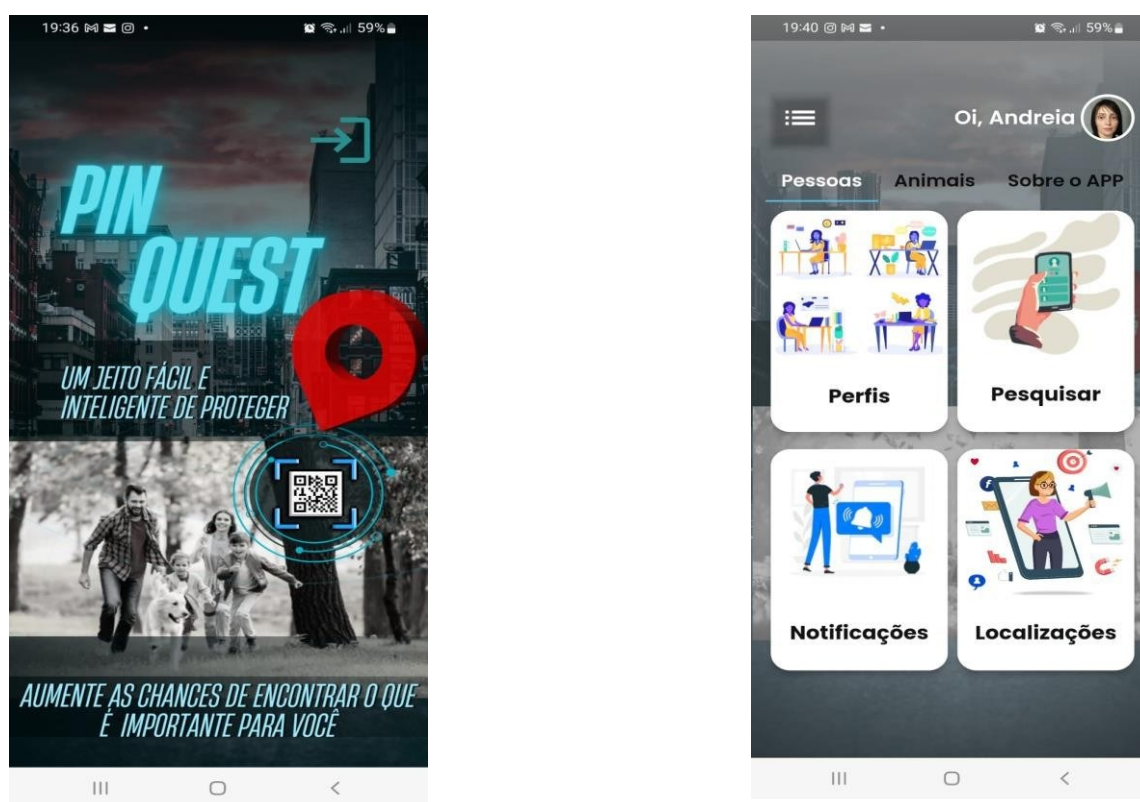 19:36
59%
PIN
QUEST
UM JEITO FÁCIL E
INTELIGENTE DE PROTEGER
AUMENTE AS CHANCES DE ENCONTRAR O QUE
É IMPORTANTE PARA VOCÊ
19:40
59%
Oi, Andreia
Pessoas Animais Sobre o APP
Perfis
Pesquisar
Notificações
Localizações